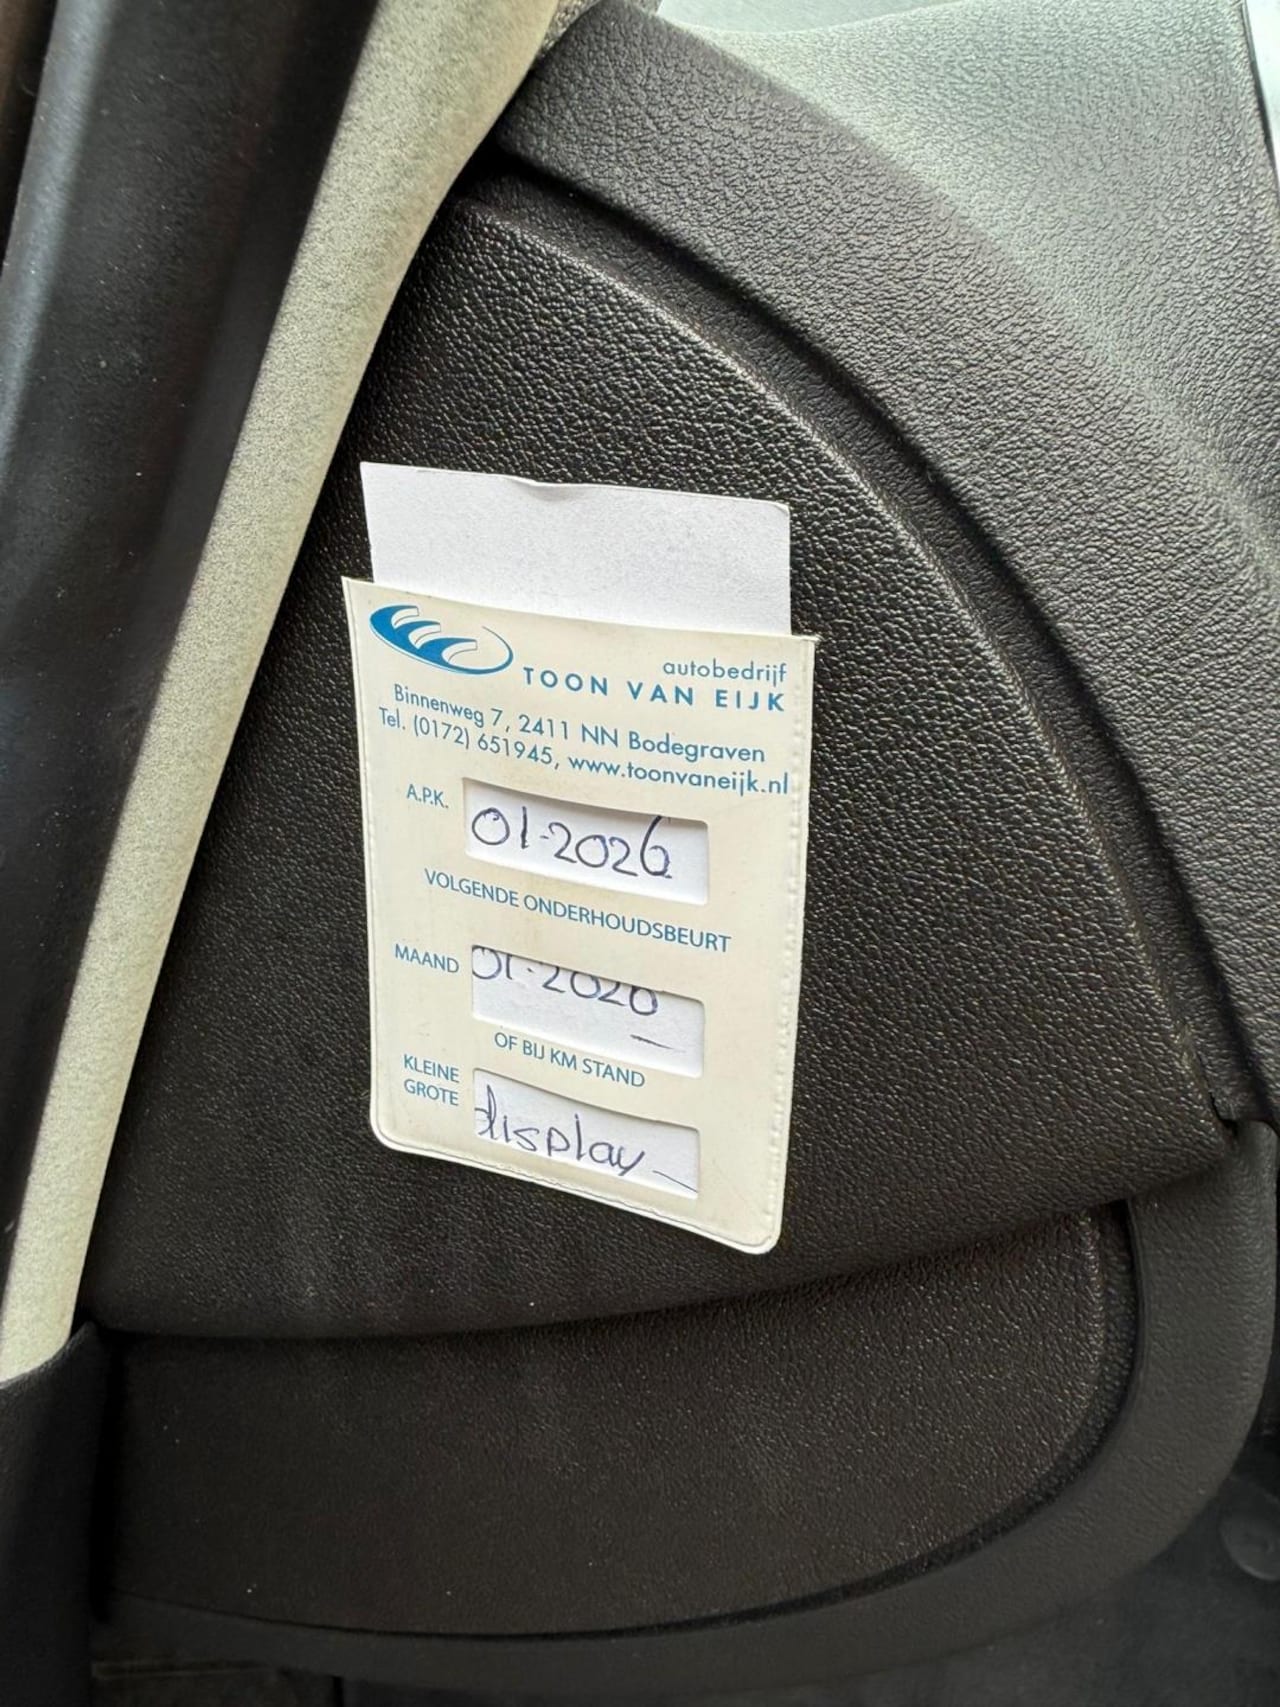 autobedrijf
TOON VAN EIJK
Binnenweg 7, 2411 NN Bodegraven
Tel. (0172) 651945, www.toonvaneijk.nl
A.P.K. 01-2026
VOLGENDE ONDERHOUDSBEURT
MAAND 01-2026
OF BIJ KM STAND
KLEINE
GROTE display